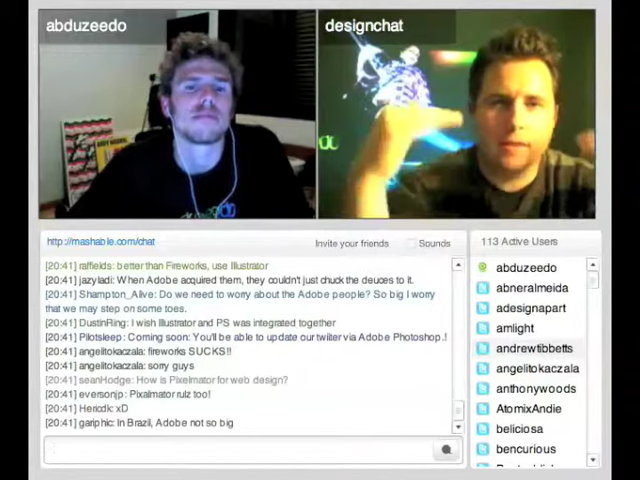 abduzeedo
designchat
http://mashable.com/chat
Invite your friends
Sounds
113 Active Users
[20:41] raffields: better than Fireworks, use Illustrator
[20:41] jazyladi: When Adobe acquired them, they couldn't just chuck the deuces to it.
[20:41] Shampton_Alive: Do we need to worry about the Adobe people? So big I worry
that we may step on some toes.
[20:41] DustinRing: I wish Illustrator and PS was integrated together
[20:41] Pilotsleep: Coming soon: You'll be able to update our twiiter via Adobe Photoshop.!
[20:41] angelitokaczala: fireworks SUCKS!!
[20:41] angelitokaczala: sorry guys
[20:41] seanHodge: How is Pixelmator for web design?
[20:41] eversonjp: Pixalmator rulz too!
[20:41] Hericdk: xD
[20:41] gariphic: In Brazil, Adobe not so big
abduzeedo
abneralmeida
adesignapart
amlight
andrewtibbetts
angelitokaczala
anthonywoods
AtomixAndie
beliciosa
bencurious